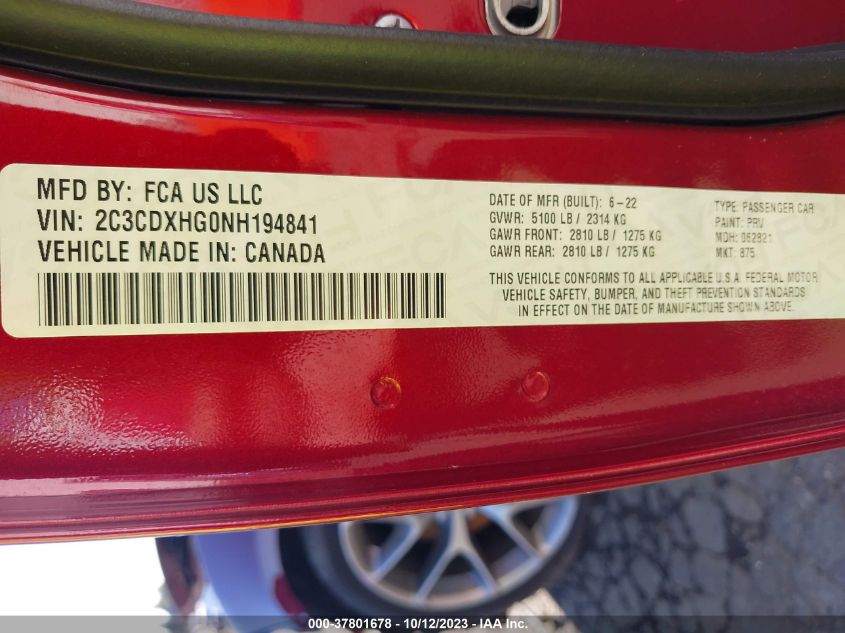 MFD BY: FCA US LLC
VIN: 2C3CDXHG0NH194841
VEHICLE MADE IN: CANADA
DATE OF MFR (BUILT): 6-22
GVWR: 5100 LB / 2314 KG
GAWR FRONT: 2810 LB / 1275 KG
GAWR REAR: 2810 LB / 1275 KG
TYPE: PASSENGER CAR
PAINT: PRV
MDH: 062821
MKT: 875
THIS VEHICLE CONFORMS TO ALL APPLICABLE U.S.A. FEDERAL MOTOR
VEHICLE SAFETY, BUMPER, AND THEFT PREVENTION STANDARDS
IN EFFECT ON THE DATE OF MANUFACTURE SHOWN ABOVE.
000-37801678 - 10/12/2023 - IAA Inc.